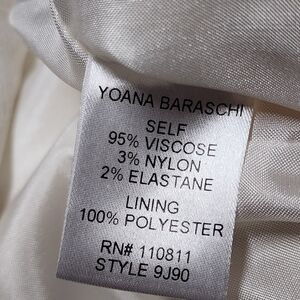 YOANA BARASCHI
SELF
95% VISCOSE
3% NYLON
2% ELASTANE
LINING
100% POLYESTER
RN# 110811
STYLE 9J90